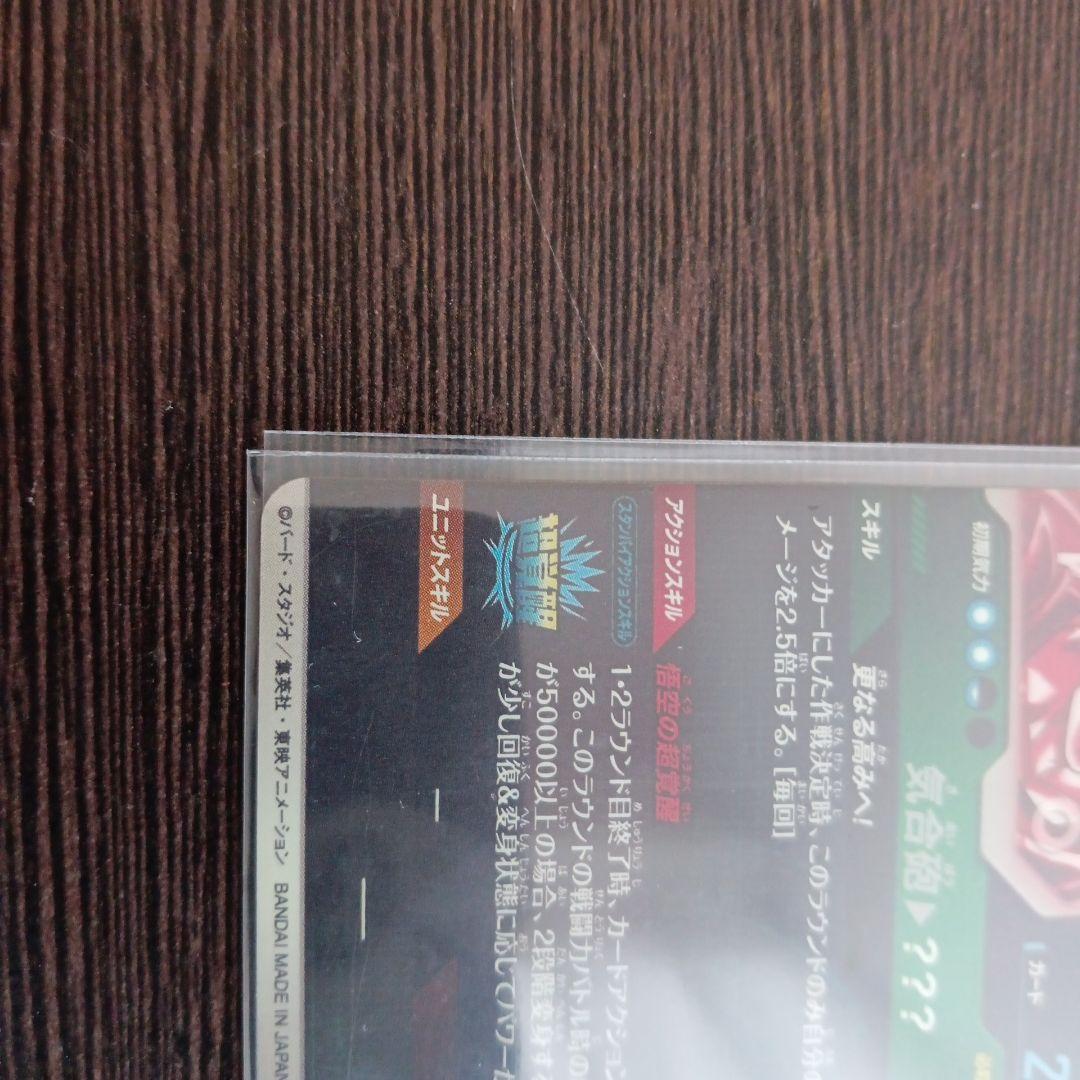 初期気力
気合砲▶???
カード
2
スキル 更なる高みへ!
アタッカーにした作戦決定時、このラウンドのみ自分の
メージを2.5倍にする。[毎回]
アクションスキル 悟空の超覚醒
スタンバイアクションスキル
超覚醒
1・2ラウンド目終了時、カードアクション
する。このラウンドの戦闘力バトル時の
が50000以上の場合、2段階変身す
が少し回復&変身状態に応じてパワーが
ユニットスキル
—
—
©バード・スタジオ/集英社・東映アニメーション BANDAI MADE IN JAPAN